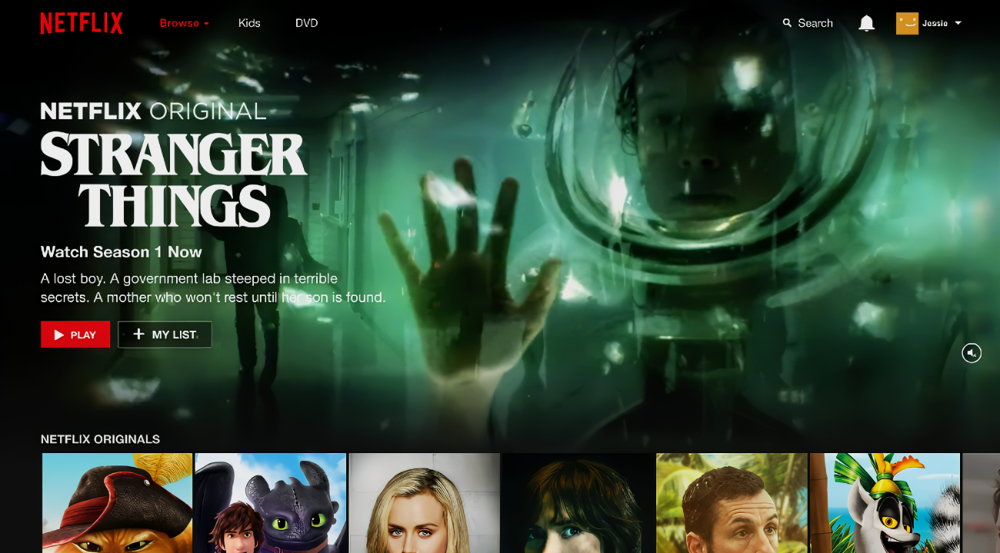 NETFLIX
Browse
Kids
DVD
Search
Jessie
NETFLIX ORIGINAL
STRANGER
THINGS
Watch Season 1 Now
A lost boy. A government lab steeped in terrible
secrets. A mother who won't rest until her son is found.
PLAY
MY LIST
NETFLIX ORIGINALS